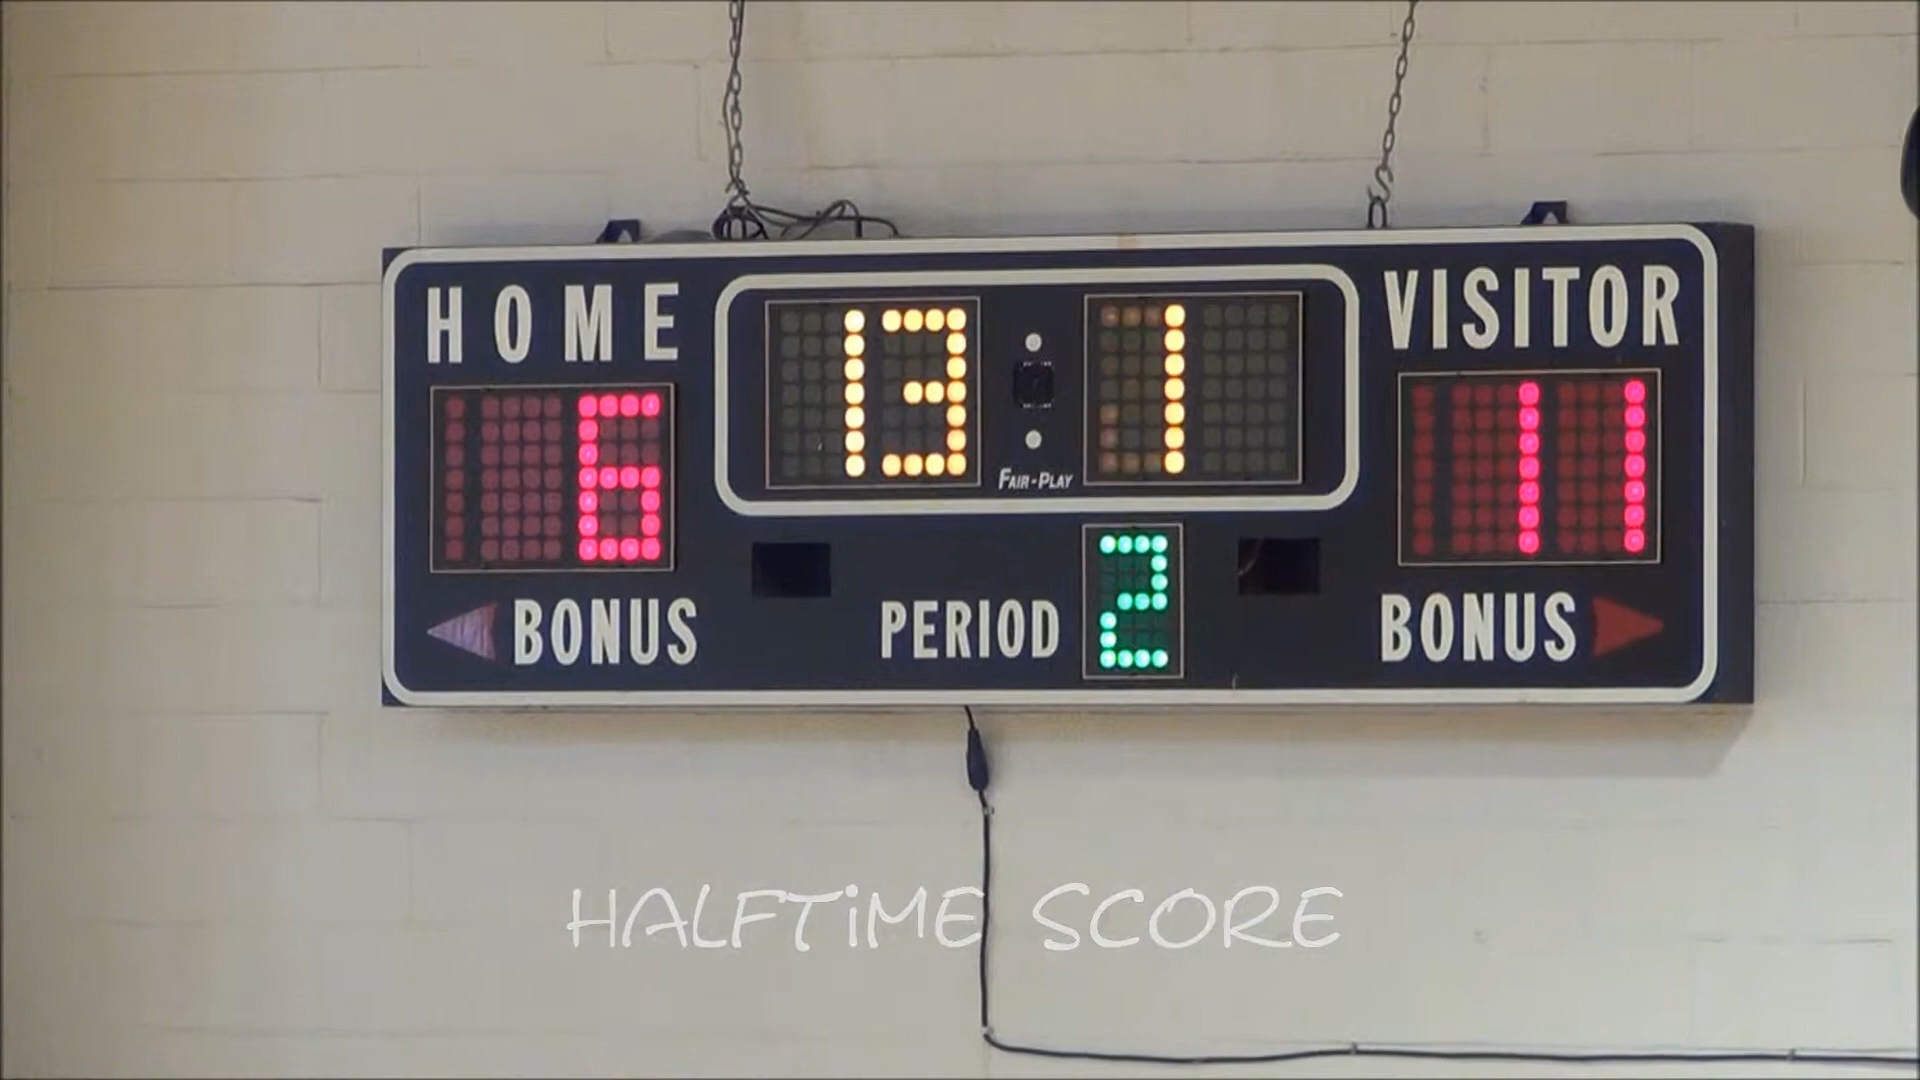 HOME
13:1
VISITOR
6
FAIR-PLAY
11
BONUS
PERIOD 2
BONUS
HALFTIME SCORE